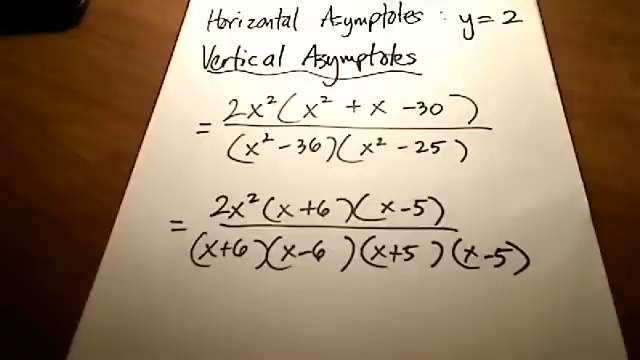 Horizontal Asymptotes : y = 2
Vertical Asymptotes
= 2x²(x² + x - 30) / (x² - 36)(x² - 25)
= 2x²(x+6)(x-5) / (x+6)(x-6)(x+5)(x-5)